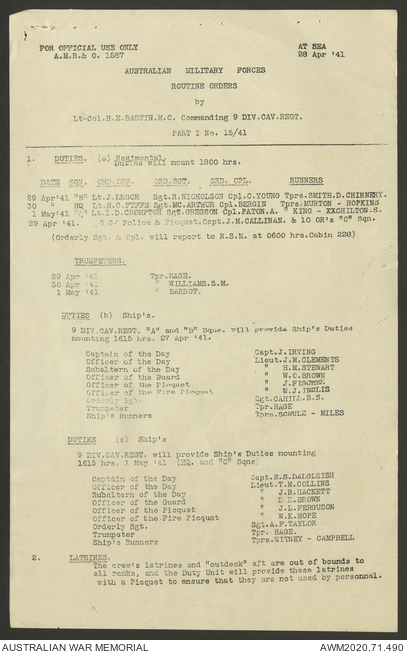 FOR OFFICIAL USE ONLY
A.M.R.& O. 1587
AT SEA
28 Apr '41
AUSTRALIAN MILITARY FORCES
ROUTINE ORDERS
by
Lt-Col.H.E.BASTIN.M.C. Commanding 9 DIV.CAV.REGT.
PART I No. 15/41
1. DUTIES. (a) Regimental.
Duties will mount 1800 hrs.
DATE SQN. ORD.OFF. ORD.SGT. ORD. CPL. RUNNERS
29 Apr'41 "B" Lt.J. Sgt.R.NICHOLSON Cpl.C.YOUNG Tprs.SMITH.D.CHINNERY.
30 " HQ Lt.H.C.FYFFE Sgt.MC.ARTHUR Cpl.BERGIN Tprs.MURTON - HOPKINS
1 May'41 Lt.I.D.CROMPTON Sgt.GREGSON Cpl.PATON.A. " KING - XXCHILTON.S.
29 Apr '41. Police & Picquet.Capt.J.M.CALLINAN. & 10 OR's "C" Sqn.
(Orderly Sgt. & Cpl. will report to R.S.M. at 0600 hrs.Cabin 228)
TRUMPETERS.
29 Apr '41 Tpr.HAGE.
30 Apr '41 " WILLIAMS.S.M.
1 May '41 " BARROT.
DUTIES (b) Ship's.
9 DIV.CAV.REGT. "A" and "B" Sqns. will provide Ship's Duties
mounting 1615 hrs. 27 Apr '41.
Captain of the Day Capt.J.IRVING
Officer of the Day Lieut.J.M.CLEMENTS
Subaltern of the Day " H.M.STEWART
Officer of the Guard " W.O.BROWN
Officer of the Picquet " J.FISCHER
Officer of the Fire Picquet " W.J.INGLIS
Orderly Sgt. Sgt.CAHILL.B.S.
Trumpeter Tpr.HAGE
Ship's Runners Tprs.SCHULZ - MILES
DUTIES (c) Ship's
9 DIV.CAV.REGT. will provide Ship's Duties mounting
1615 hrs. May '41 (HQ. and "C" Sqns)
Captain of the Day Capt.E.S.DALGLEISH
Officer of the Day Lieut.T.M.COLLINS
Subaltern of the Day " J.R.HACKETT
Officer of the Guard " BROWN
Officer of the Picquet " J.L.FERGUSON
Officer of the Fire Picquet " W.K.HOPE
Orderly Sgt. Sgt.A.F.TAYLOR
Trumpeter Tpr. HAGE.
Ship's Runners Tprs.WITNEY - CAMPBELL
2. LATRINES.
The crew's latrines and "outdeck" aft are out of bounds to
all ranks, and the Duty Unit will provide these latrines
with a Picquet to ensure that they are not used by personnel.
AUSTRALIAN WAR MEMORIAL
AWM2020.71.490